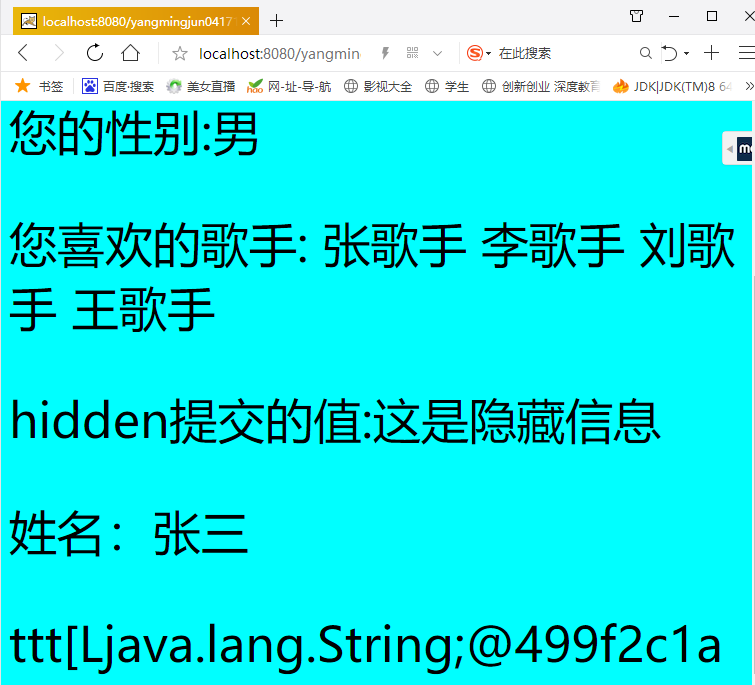 localhost:8080/yangmingjun0417
localhost:8080/yangmin
在此搜索
书签 百度·搜索 美女直播 hao 网-址-导-航 影视大全 学生 创新创业 深度教育 JDK|JDK(TM)8 64
您的性别:男
您喜欢的歌手: 张歌手 李歌手 刘歌
手 王歌手
hidden提交的值:这是隐藏信息
姓名：张三
ttt[Ljava.lang.String;@499f2c1a